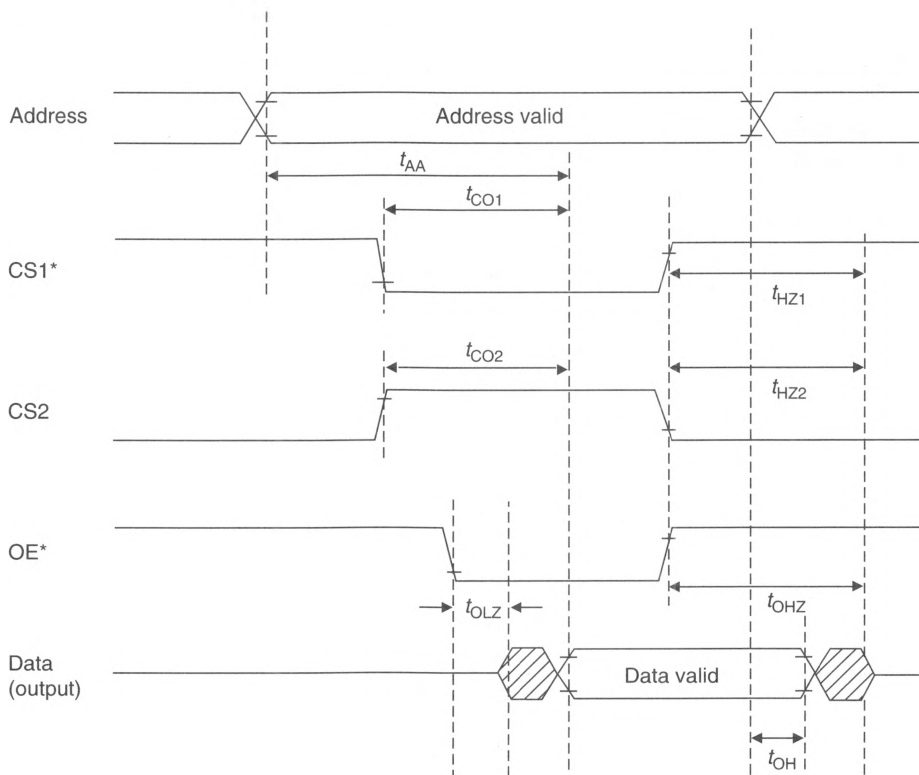 Address
Address valid
tAA
tCO1
CS1*
tHZ1
tCO2
tHZ2
CS2
OE*
tOLZ
tOHZ
Data
(output)
Data valid
tOH